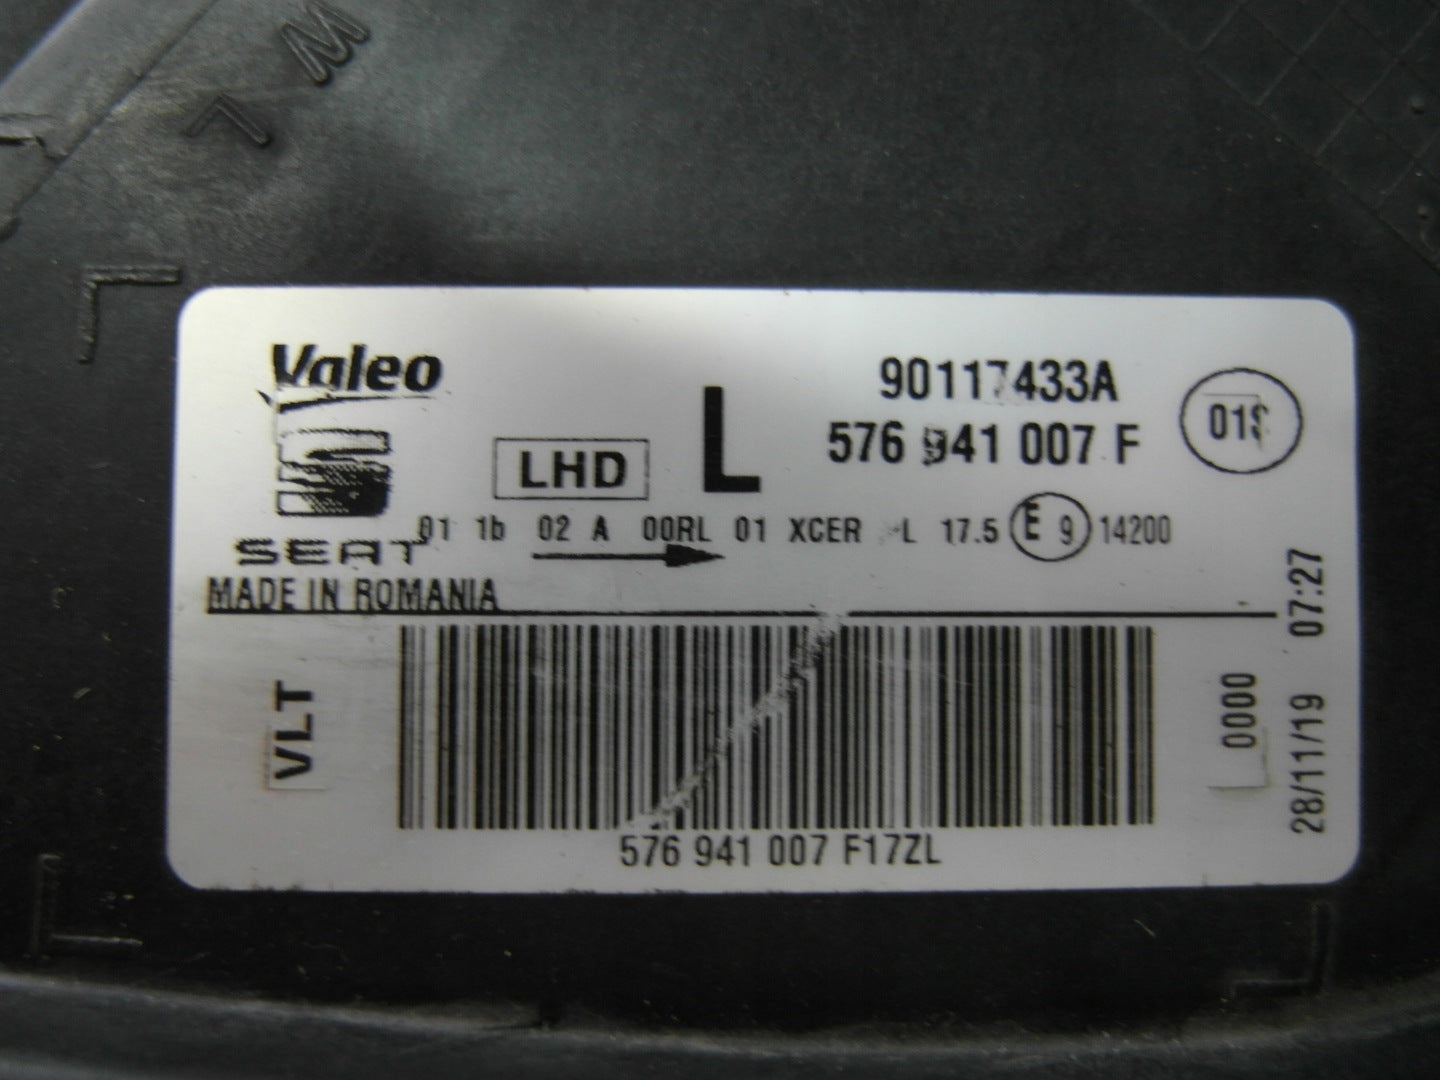 Valeo
SEAT
LHD
L
90117433A
576 941 007 F
01 1b 02 A 00RL 01 XCER L 17.5 E 9 14200
MADE IN ROMANIA
VLT
576 941 007 F17ZL
0000
28/11/19 07:27